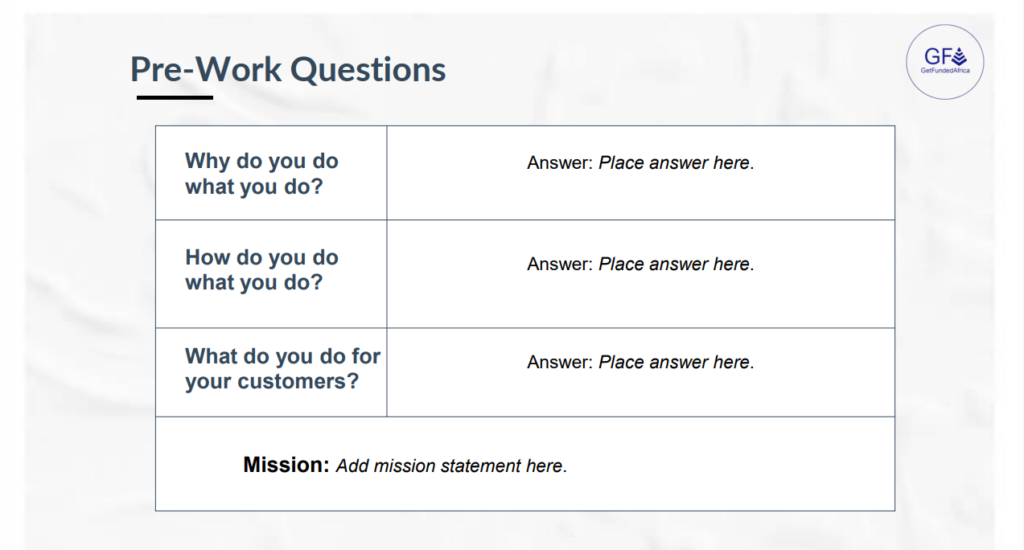 Pre-Work Questions
GFA
GetFundedAfrica
Why do you do
what you do?
Answer: Place answer here.
How do you do
what you do?
Answer: Place answer here.
What do you do for
your customers?
Answer: Place answer here.
Mission: Add mission statement here.